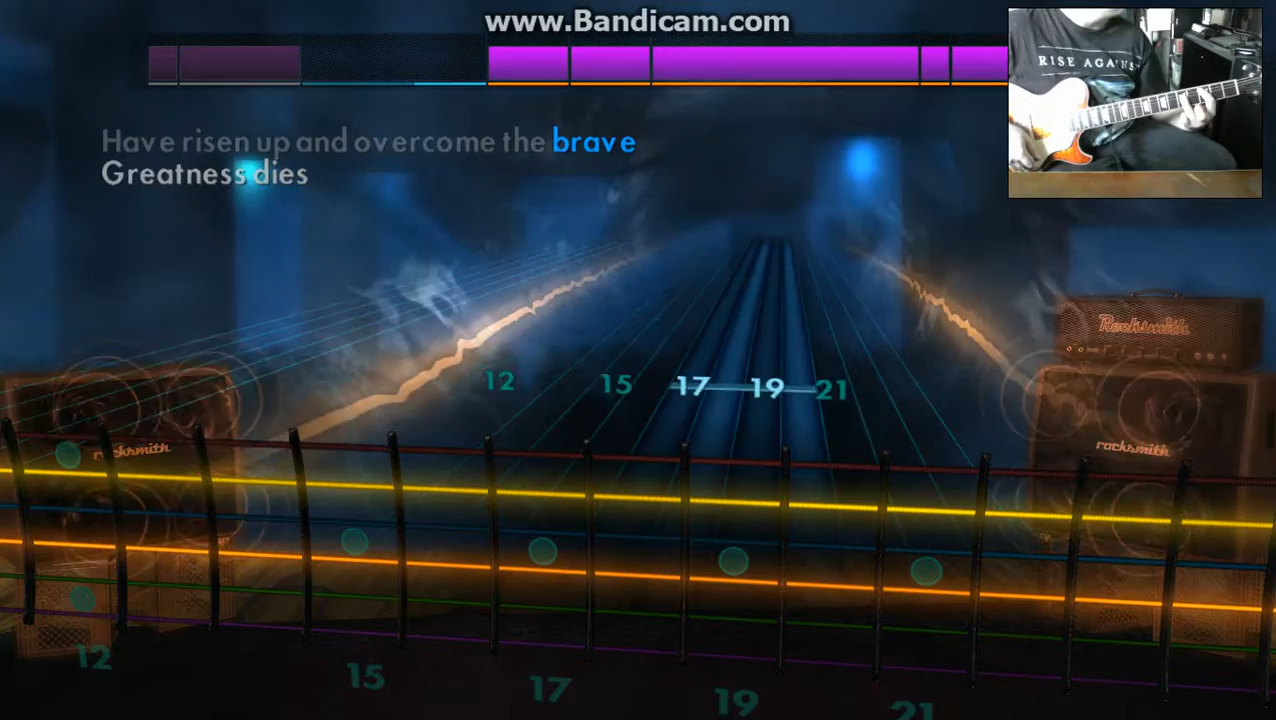 www.Bandicam.com
RISE AGAINST
Have risen up and overcome the brave
Greatness dies
Rocksmith
12 15 17 19 21
rocksmith
rocksmith
12 15 17 19 21